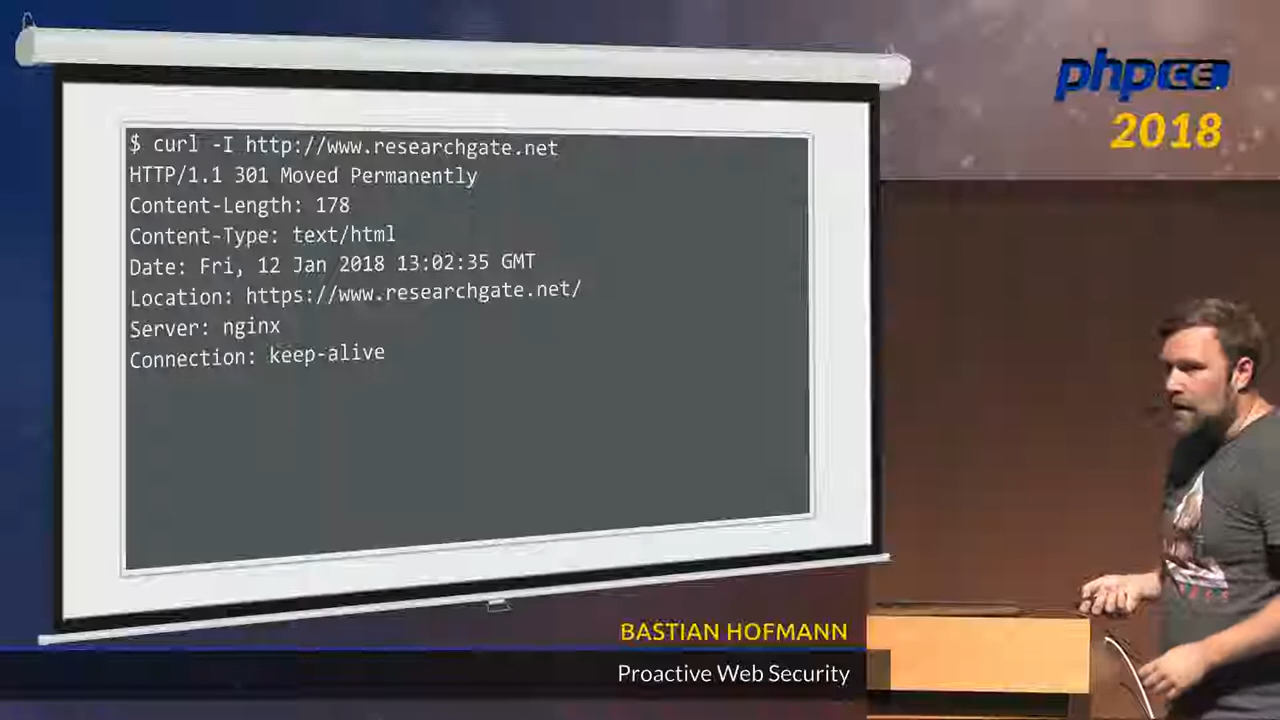 $ curl -I http://www.researchgate.net
HTTP/1.1 301 Moved Permanently
Content-Length: 178
Content-Type: text/html
Date: Fri, 12 Jan 2018 13:02:35 GMT
Location: https://www.researchgate.net/
Server: nginx
Connection: keep-alive
phpce
2018
BASTIAN HOFMANN
Proactive Web Security